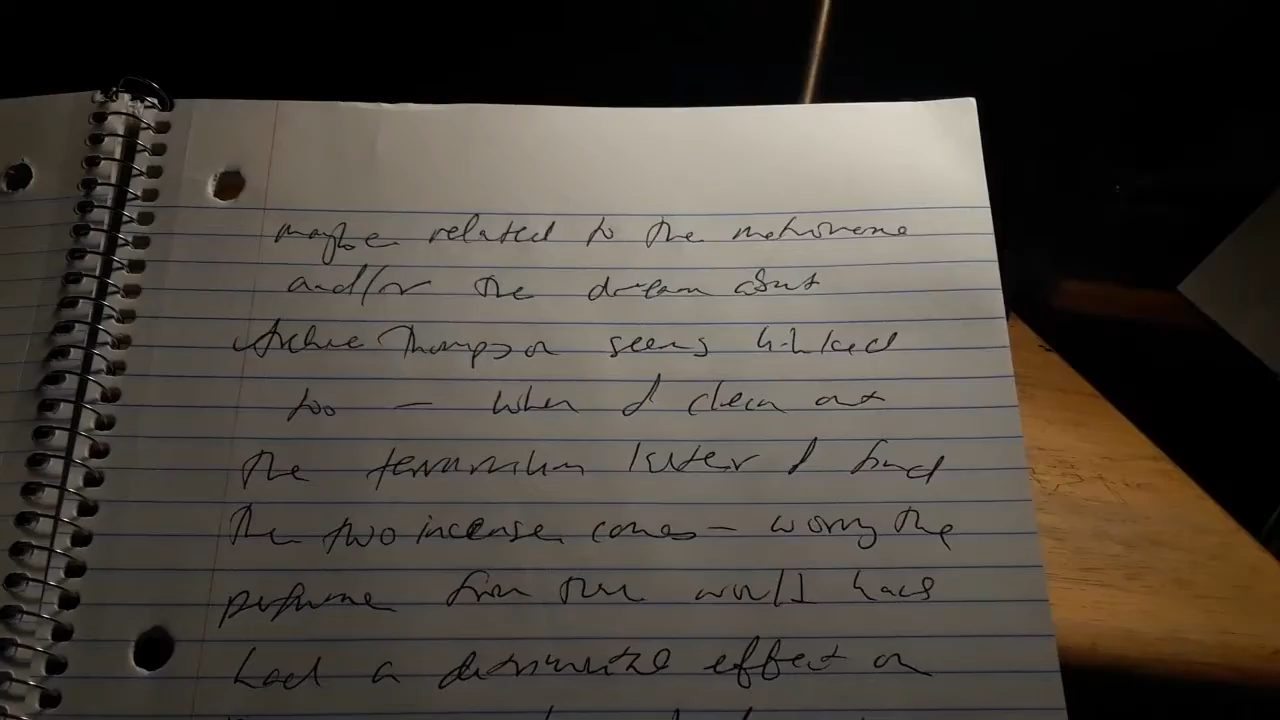 maybe related to the metronome
and/or the dream about
Archie Thompson seems linked
too – when I clean out
the terrarium later I find
the two incense cones – worry the
perfume from them would have
had a detrimental effect on